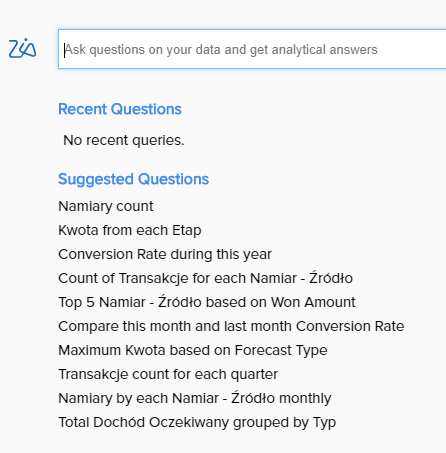 Zia
Ask questions on your data and get analytical answers
Recent Questions
No recent queries.
Suggested Questions
Namiary count
Kwota from each Etap
Conversion Rate during this year
Count of Transakcje for each Namiar - Źródło
Top 5 Namiar - Źródło based on Won Amount
Compare this month and last month Conversion Rate
Maximum Kwota based on Forecast Type
Transakcje count for each quarter
Namiary by each Namiar - Źródło monthly
Total Dochód Oczekiwany grouped by Typ